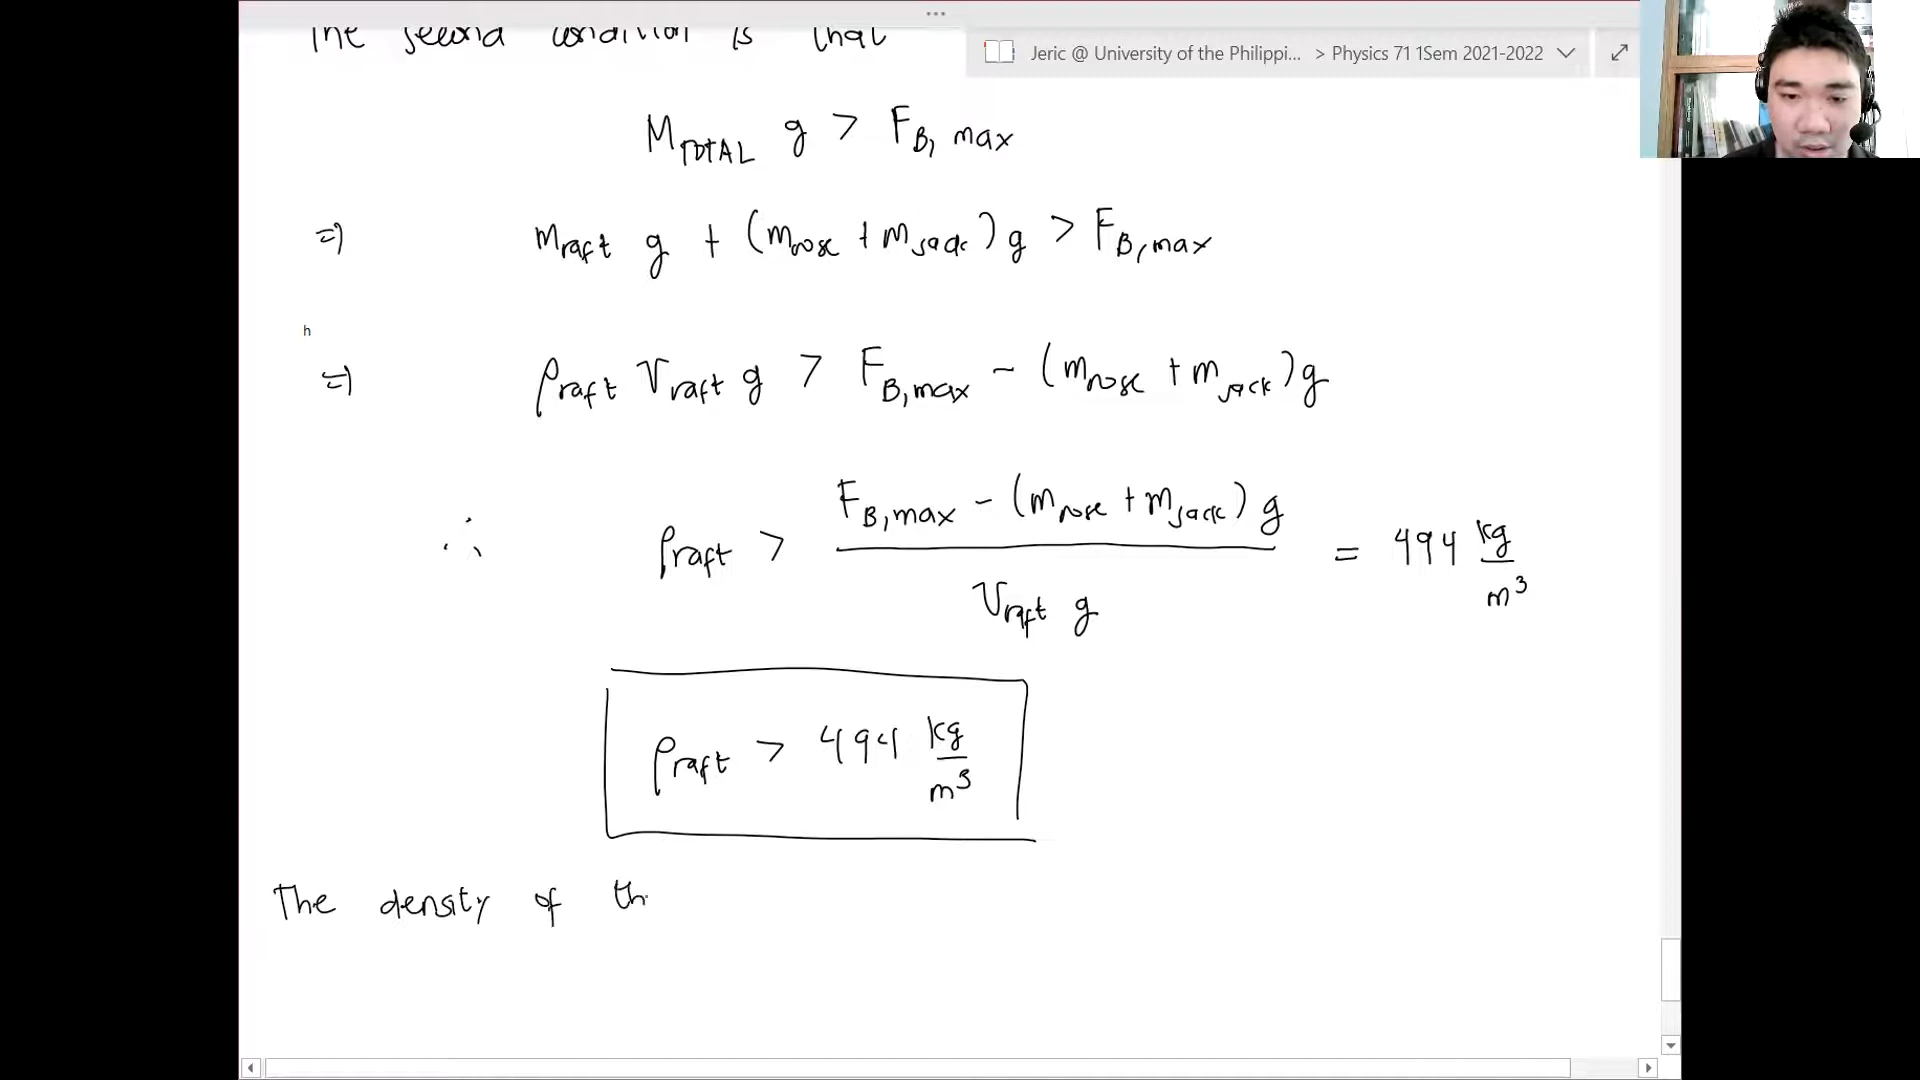 The second condition is that
Jeric @ University of the Philippi... > Physics 71 1Sem 2021-2022
M_TOTAL g > F_B, max
⇒ m_raft g + (m_rose + m_jack) g > F_B, max
h
⇒ ρ_raft V_raft g > F_B, max − (m_rose + m_jack) g
∴ ρ_raft > (F_B, max − (m_rose + m_jack) g) / (V_raft g) = 494 kg/m³
ρ_raft > 494 kg/m³
The density of th